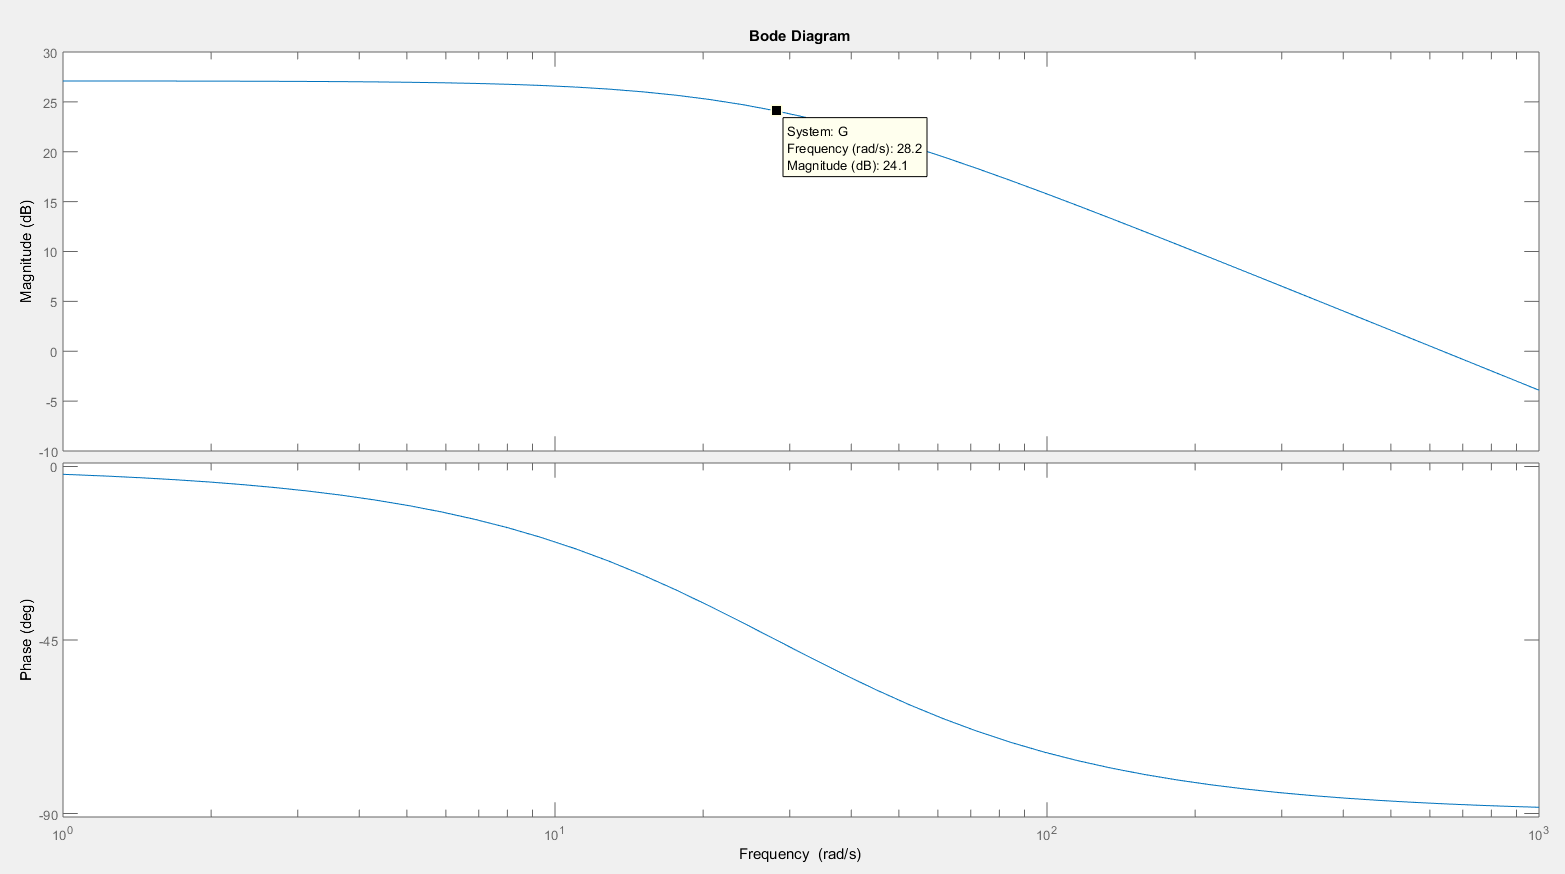 Bode Diagram
30
25
20
15
10
5
0
-5
-10
Magnitude (dB)
System: G
Frequency (rad/s): 28.2
Magnitude (dB): 24.1
0
-45
-90
Phase (deg)
10^0
10^1
10^2
10^3
Frequency (rad/s)